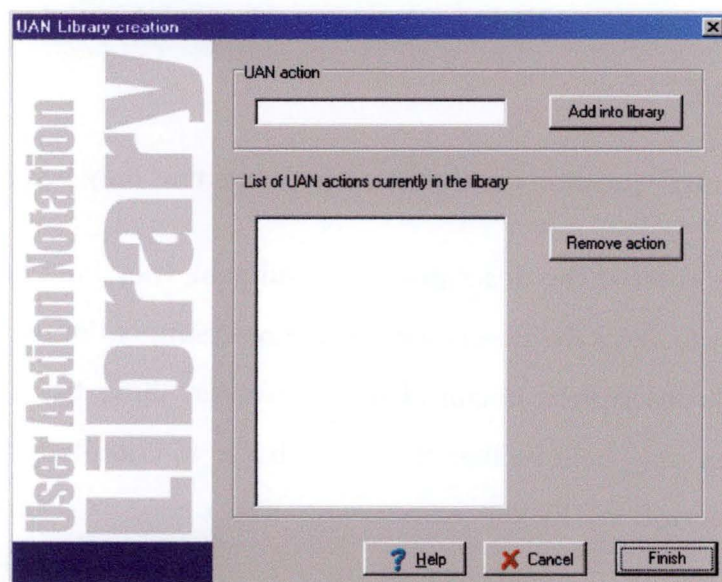 UAN Library creation
User Action Notation
Library
UAN action
Add into library
List of UAN actions currently in the library
Remove action
? Help
Cancel
Finish